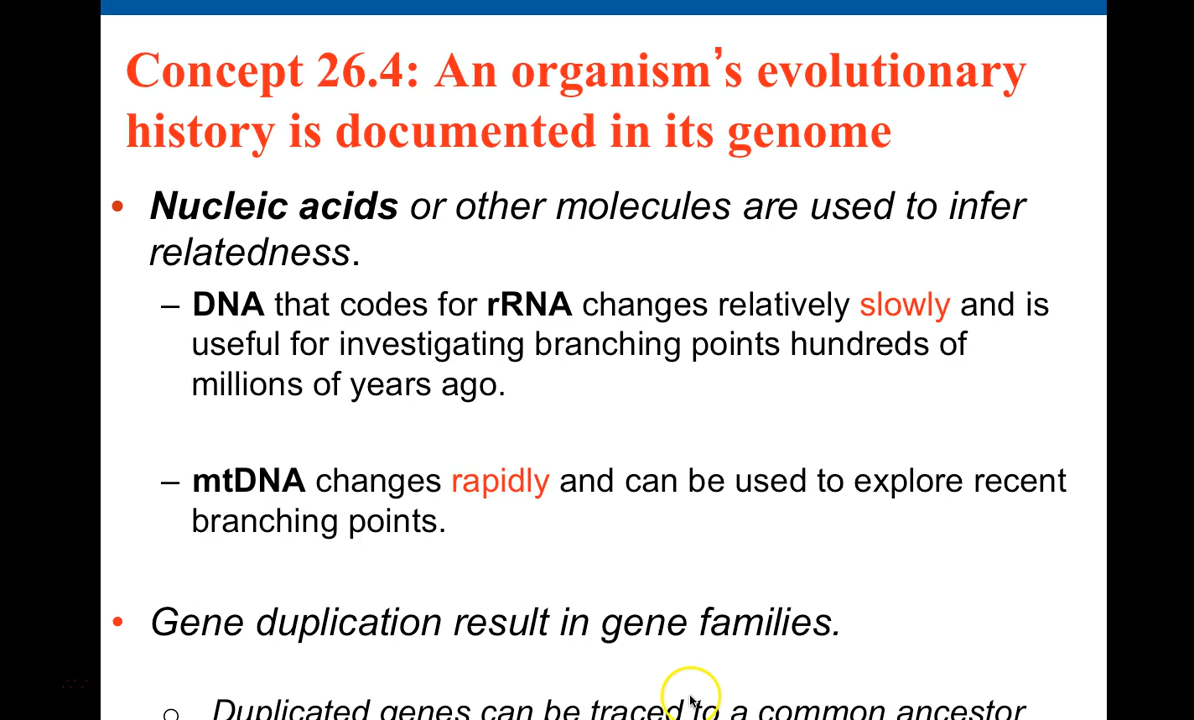 Concept 26.4: An organism’s evolutionary
history is documented in its genome
• Nucleic acids or other molecules are used to infer
relatedness.
– DNA that codes for rRNA changes relatively slowly and is
useful for investigating branching points hundreds of
millions of years ago.
– mtDNA changes rapidly and can be used to explore recent
branching points.
• Gene duplication result in gene families.
o Duplicated genes can be traced to a common ancestor